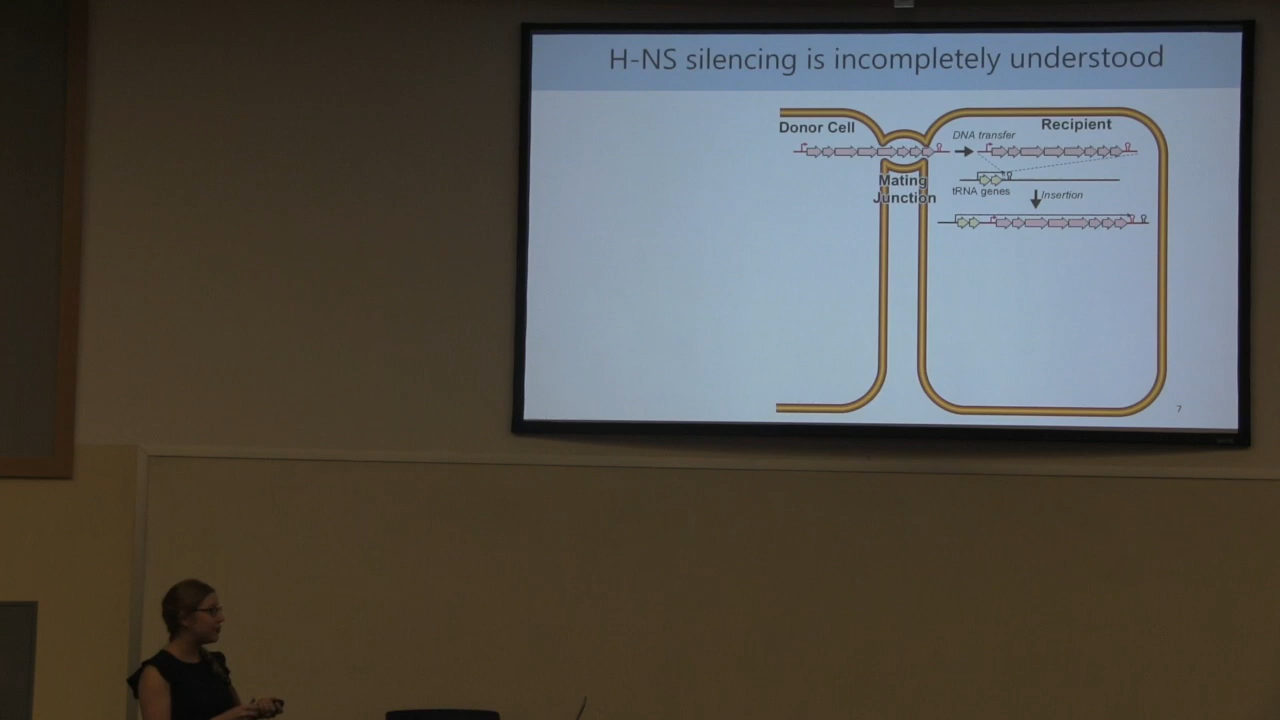 H-NS silencing is incompletely understood
Donor Cell
DNA transfer
Recipient
Mating
Junction
tRNA genes
Insertion
7